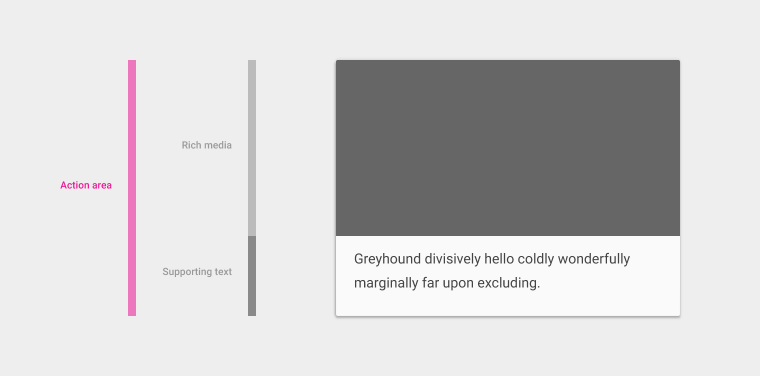 Rich media
Action area
Supporting text
Greyhound divisively hello coldly wonderfully
marginally far upon excluding.